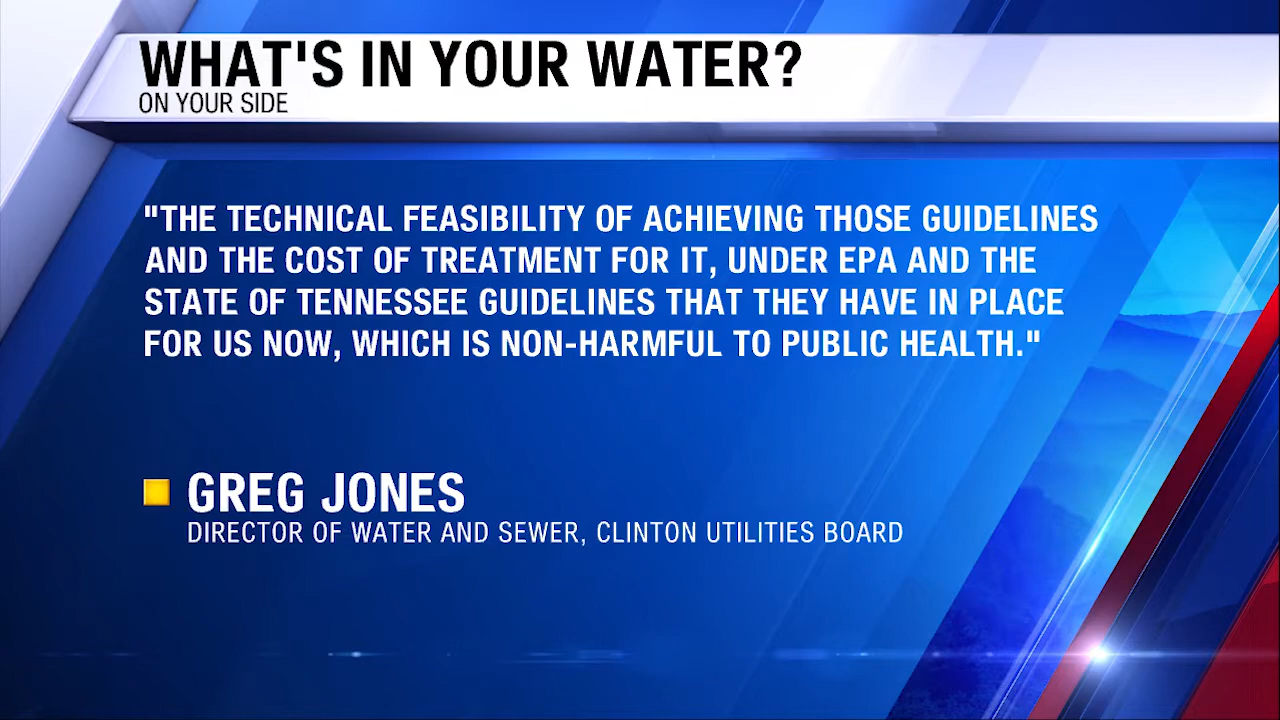 WHAT'S IN YOUR WATER?
ON YOUR SIDE
"THE TECHNICAL FEASIBILITY OF ACHIEVING THOSE GUIDELINES
AND THE COST OF TREATMENT FOR IT, UNDER EPA AND THE
STATE OF TENNESSEE GUIDELINES THAT THEY HAVE IN PLACE
FOR US NOW, WHICH IS NON-HARMFUL TO PUBLIC HEALTH."
GREG JONES
DIRECTOR OF WATER AND SEWER, CLINTON UTILITIES BOARD